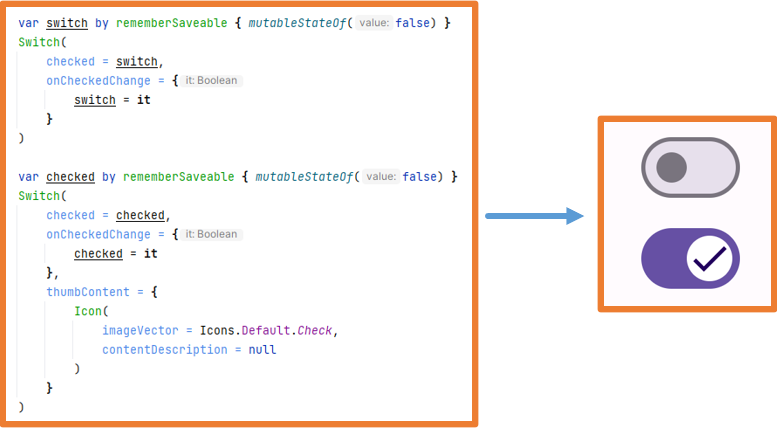 var switch by rememberSaveable { mutableStateOf( value: false) }
Switch(
checked = switch,
onCheckedChange = { it: Boolean
switch = it
}
)
var checked by rememberSaveable { mutableStateOf( value: false) }
Switch(
checked = checked,
onCheckedChange = { it: Boolean
checked = it
},
thumbContent = {
Icon(
imageVector = Icons.Default.Check,
contentDescription = null
)
}
)